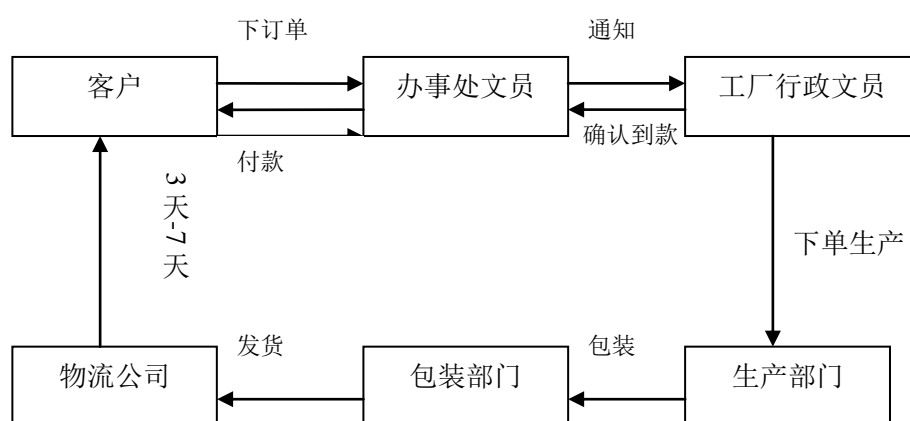 下订单
通知
客户
办事处文员
工厂行政文员
付款
确认到款
3天-7天
下单生产
发货
包装
物流公司
包装部门
生产部门